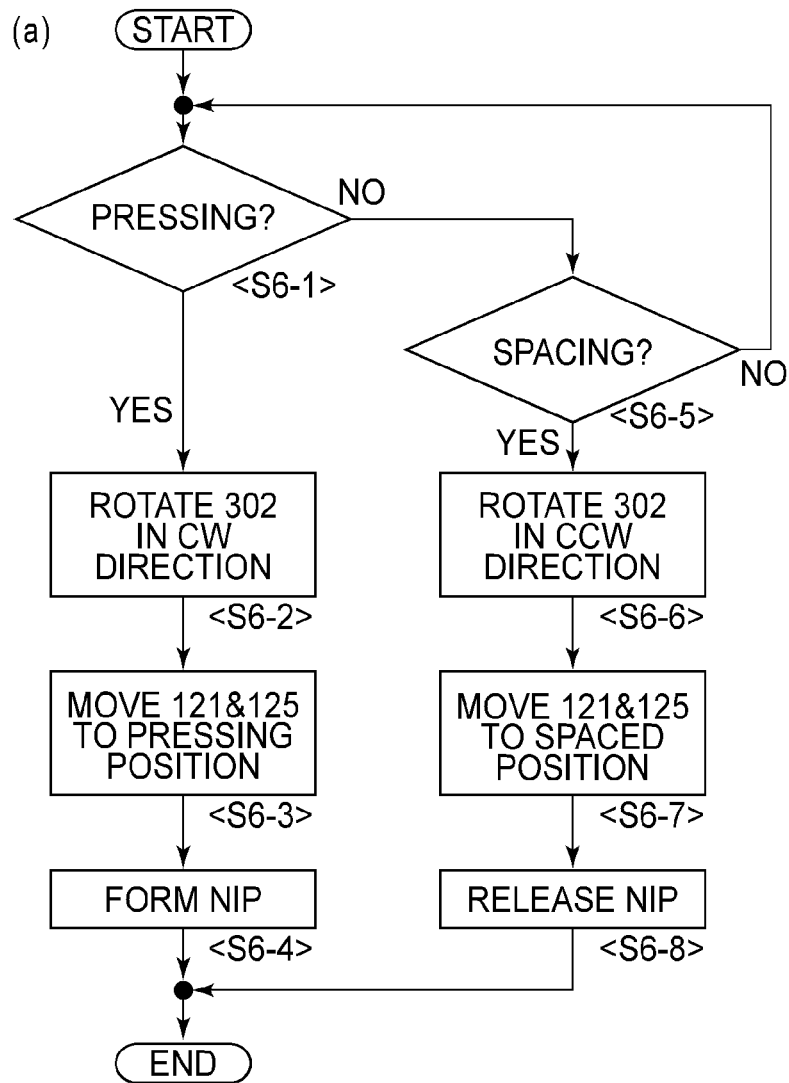 (a)
START
PRESSING?
NO
<S6-1>
SPACING?
NO
<S6-5>
YES
YES
ROTATE 302
IN CW
DIRECTION
<S6-2>
ROTATE 302
IN CCW
DIRECTION
<S6-6>
MOVE 121&125
TO PRESSING
POSITION
<S6-3>
MOVE 121&125
TO SPACED
POSITION
<S6-7>
FORM NIP
<S6-4>
RELEASE NIP
<S6-8>
END